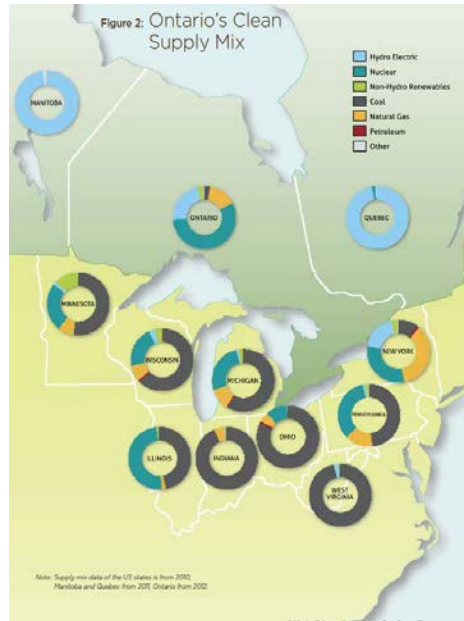 Figure 2: Ontario's Clean
Supply Mix
Hydro Electric
Nuclear
Non-Hydro Renewables
Coal
Natural Gas
Petroleum
Other
MANITOBA
ONTARIO
QUEBEC
MINNESOTA
WISCONSIN
MICHIGAN
NEW YORK
PENNSYLVANIA
ILLINOIS
INDIANA
OHIO
WEST
VIRGINIA
Note: Supply mix data of the US states is from 2010,
Manitoba and Quebec from 2011, Ontario from 2012